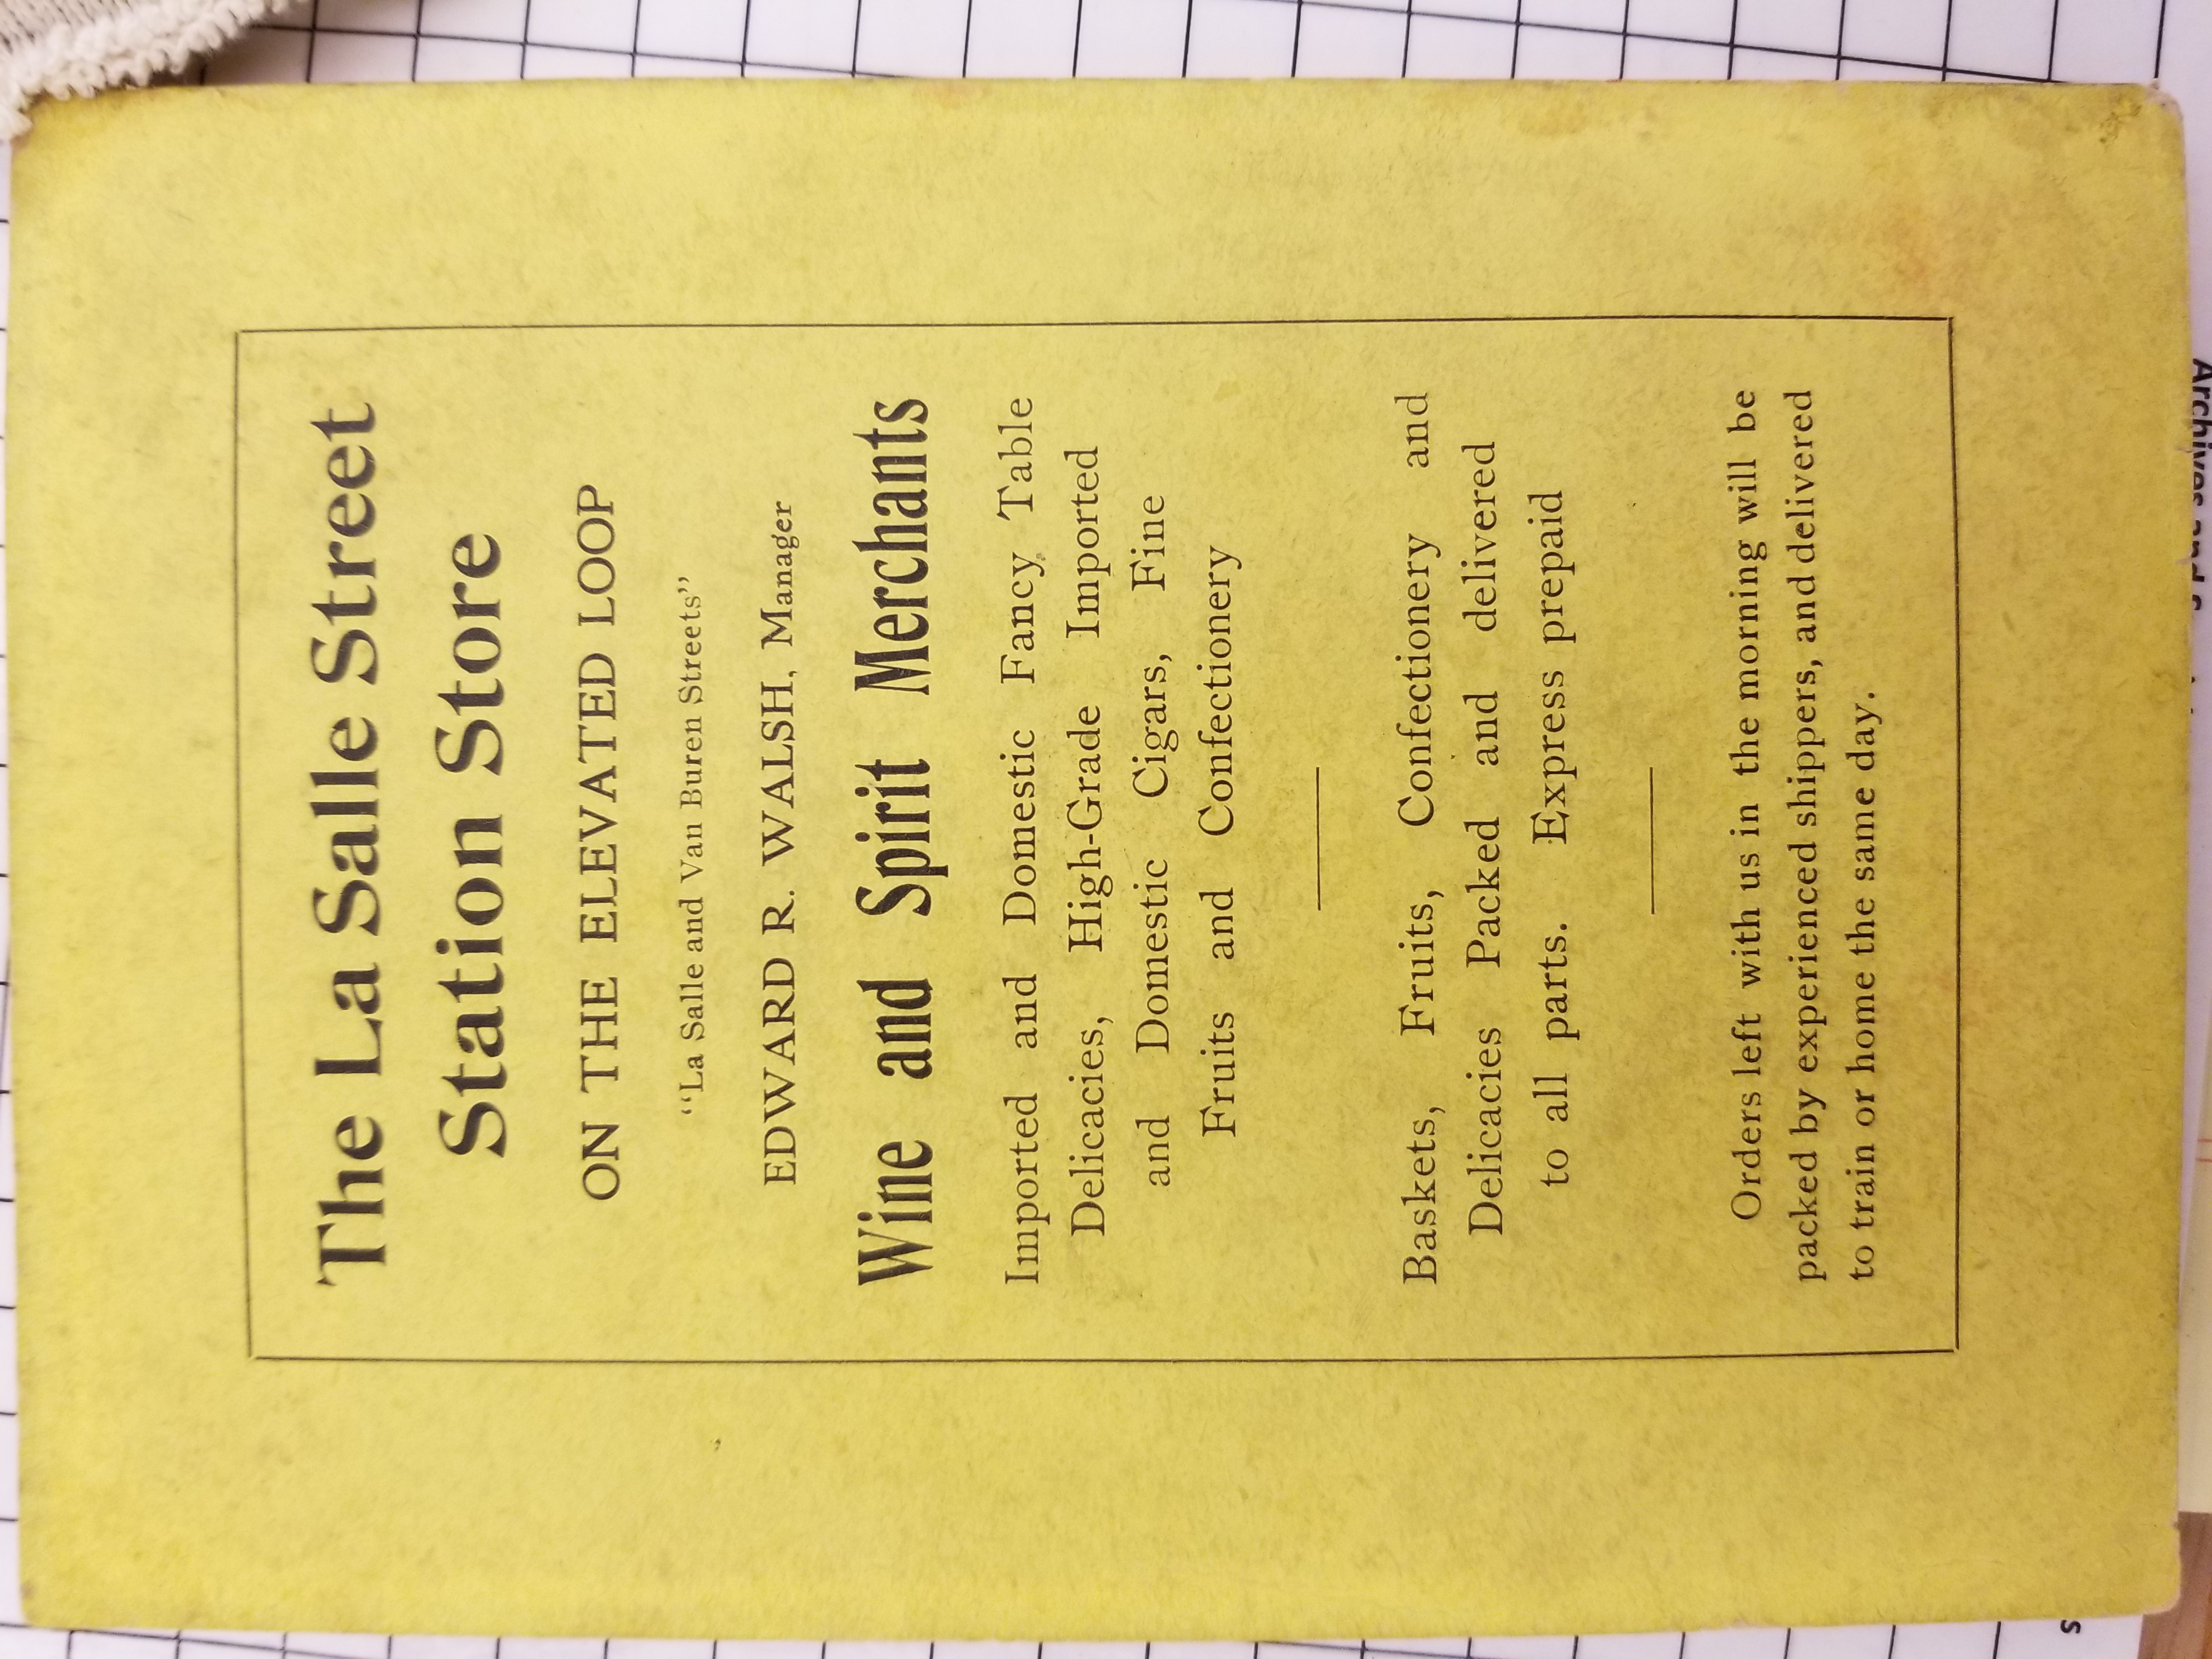 The La Salle Street
Station Store
ON THE ELEVATED LOOP
"La Salle and Van Buren Streets"
EDWARD R. WALSH, Manager
Wine and Spirit Merchants
Imported and Domestic Fancy Table
Delicacies, High-Grade Imported
and Domestic Cigars, Fine
Fruits and Confectionery
Baskets, Fruits, Confectionery and
Delicacies Packed and delivered
to all parts. Express prepaid
Orders left with us in the morning will be
packed by experienced shippers, and delivered
to train or home the same day.
s
Archives and